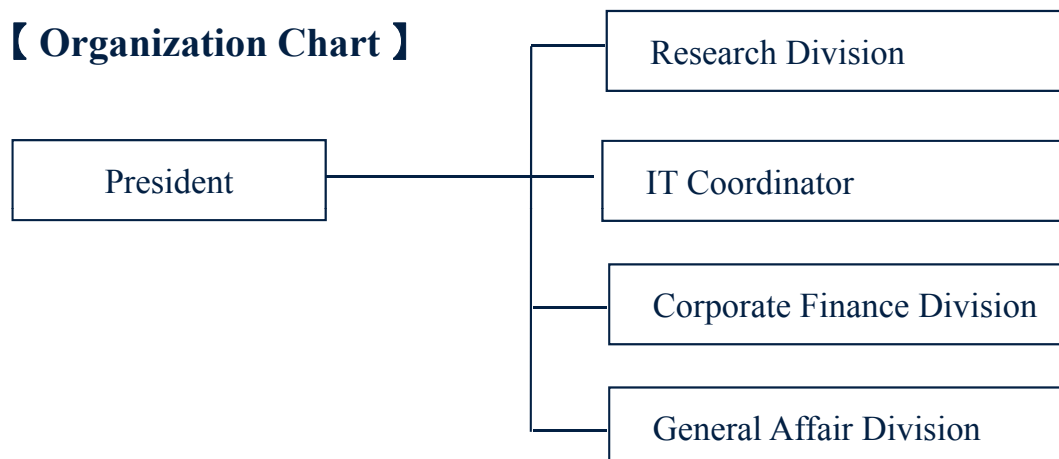 【 Organization Chart 】
Research Division
President
IT Coordinator
Corporate Finance Division
General Affair Division